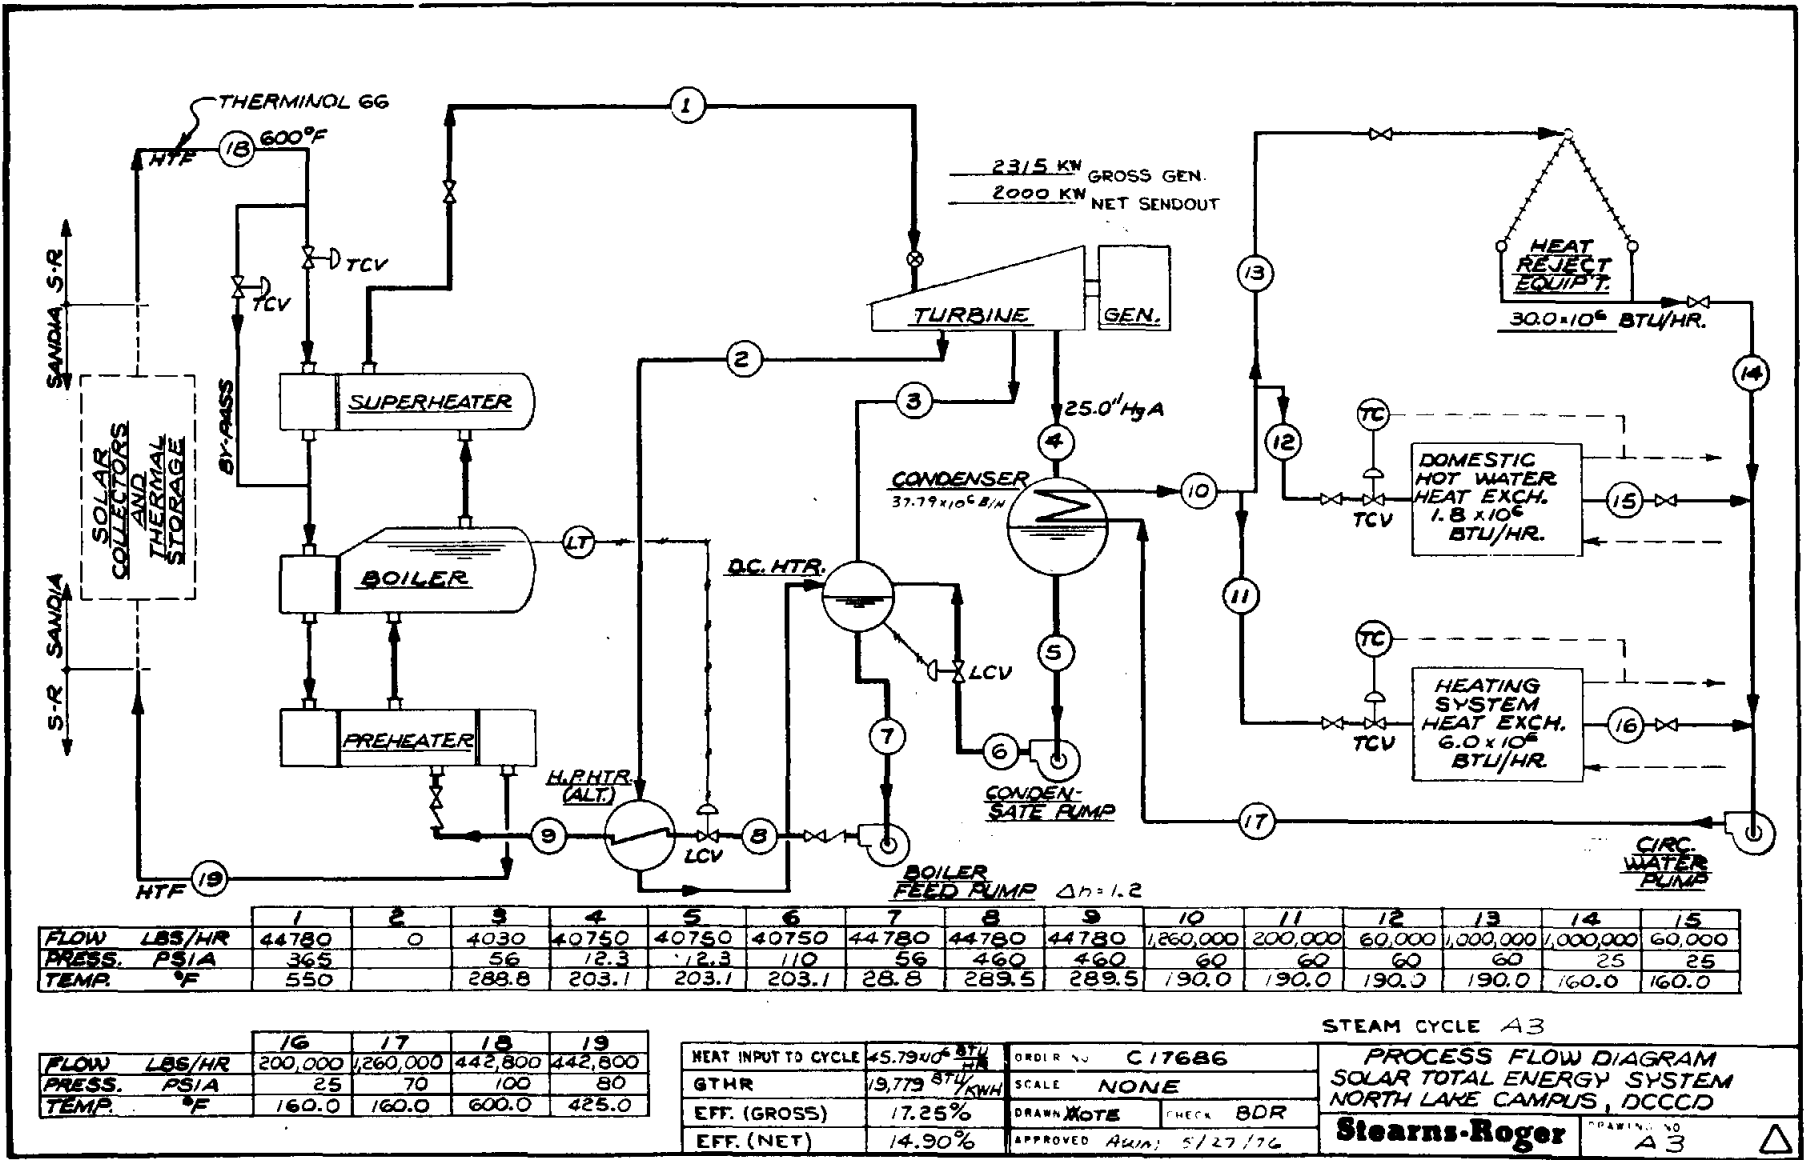 THERMINOL 66
HTF
18
600°F
1
2315 KW GROSS GEN.
2000 KW NET SENDOUT
TCV
TCV
S-R
SANDIA
BY-PASS
SOLAR
COLLECTORS
AND
THERMAL
STORAGE
SANDIA
S-R
SUPERHEATER
BOILER
LT
PREHEATER
HTF
19
TURBINE
GEN.
2
3
25.0" HgA
4
CONDENSER
37.79x10⁶ B/H
D.C. HTR.
LCV
5
7
6
CONDEN-
SATE PUMP
H.P. HTR.
(ALT.)
9
LCV
8
BOILER
FEED PUMP Δh=1.2
10
13
12
11
HEAT
REJECT
EQUIP'T.
30.0x10⁶ BTU/HR.
14
TC
TCV
DOMESTIC
HOT WATER
HEAT EXCH.
1.8x10⁶
BTU/HR.
15
TC
TCV
HEATING
SYSTEM
HEAT EXCH.
6.0x10⁶
BTU/HR.
16
17
CIRC.
WATER
PUMP
1 2 3 4 5 6 7 8 9 10 11 12 13 14 15
FLOW LBS/HR 44780 0 4030 40750 40750 40750 44780 44780 44780 1,260,000 200,000 60,000 1,000,000 1,000,000 60,000
PRESS. PSIA 365 56 12.3 12.3 110 56 460 460 60 60 60 60 25 25
TEMP. °F 550 288.8 203.1 203.1 203.1 28.8 289.5 289.5 190.0 190.0 190.0 190.0 160.0 160.0
16 17 18 19
FLOW LBS/HR 200,000 1,260,000 442,800 442,800
PRESS. PSIA 25 70 100 80
TEMP. °F 160.0 160.0 600.0 425.0
HEAT INPUT TO CYCLE 45.79x10⁶ BTU/HR
GTHR 19,779 BTU/KWH
EFF. (GROSS) 17.25%
EFF. (NET) 14.90%
ORDER NO C17686
SCALE NONE
DRAWN OTE CHECK BDR
APPROVED 5/27/76
STEAM CYCLE A3
PROCESS FLOW DIAGRAM
SOLAR TOTAL ENERGY SYSTEM
NORTH LAKE CAMPUS, DCCCD
Stearns-Roger
DRAWING NO
A3